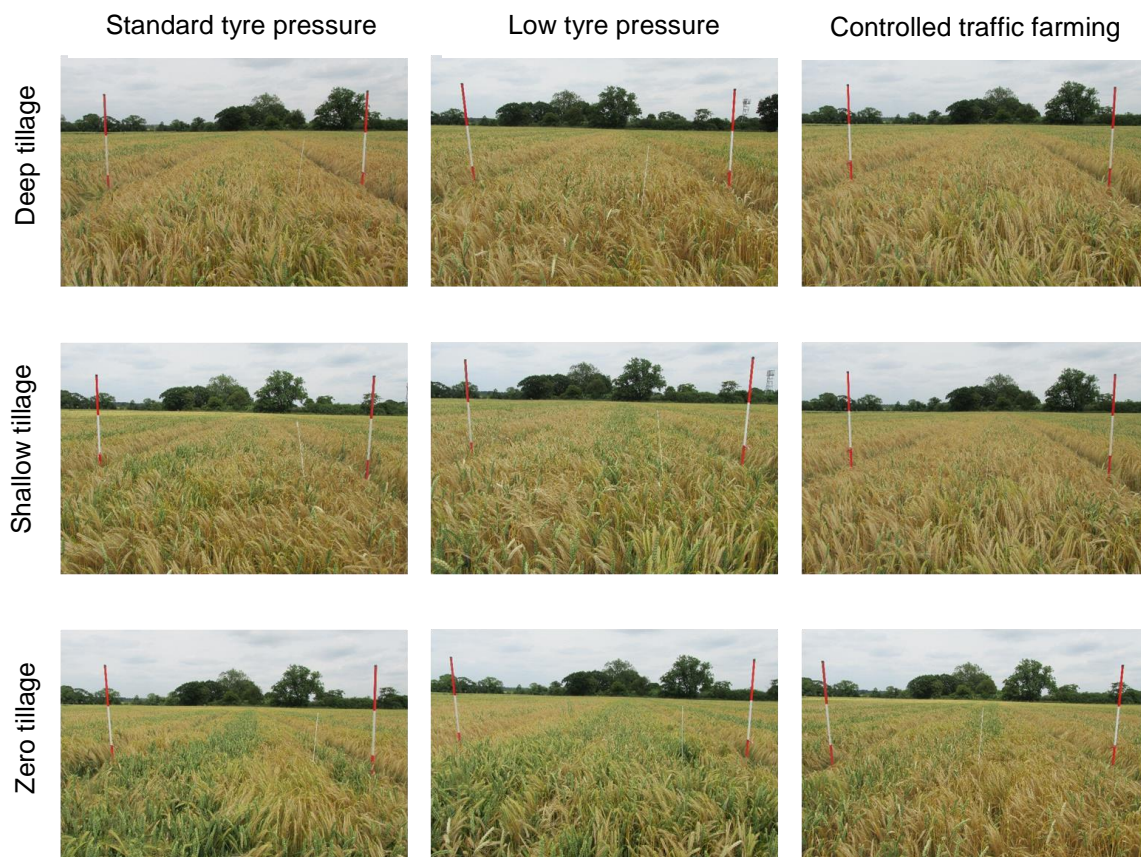 Standard tyre pressure
Low tyre pressure
Controlled traffic farming
Deep tillage
Shallow tillage
Zero tillage